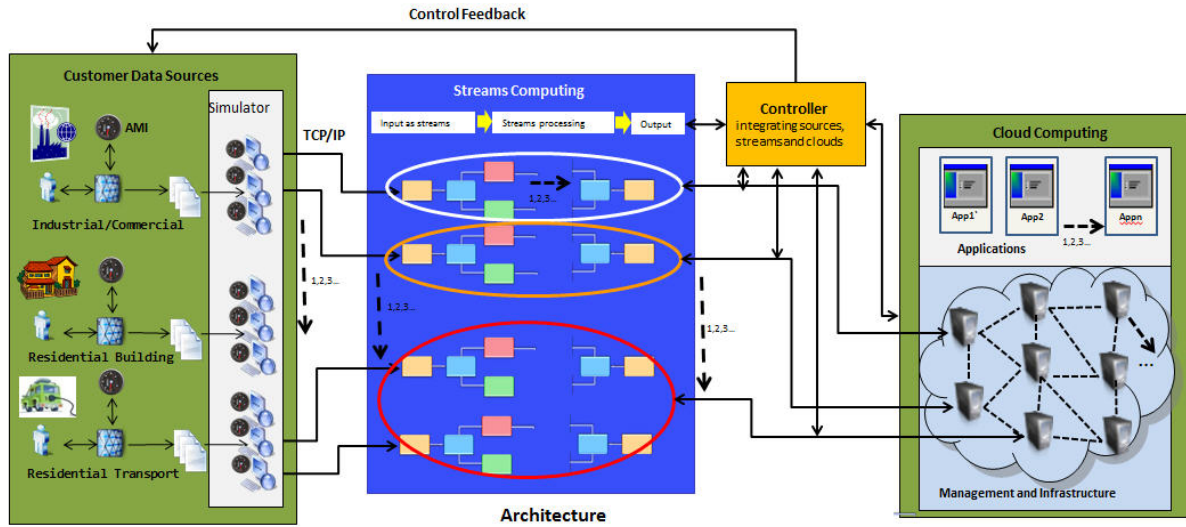 Control Feedback
Customer Data Sources
Simulator
AMI
Industrial/Commercial
Residential Building
Residential Transport
TCP/IP
1,2,3...
Streams Computing
Input as streams
Streams processing
Output
1,2,3...
1,2,3...
1,2,3...
Architecture
Controller
integrating sources,
streams and clouds
Cloud Computing
App1'
App2
Appn
1,2,3...
Applications
...
Management and Infrastructure